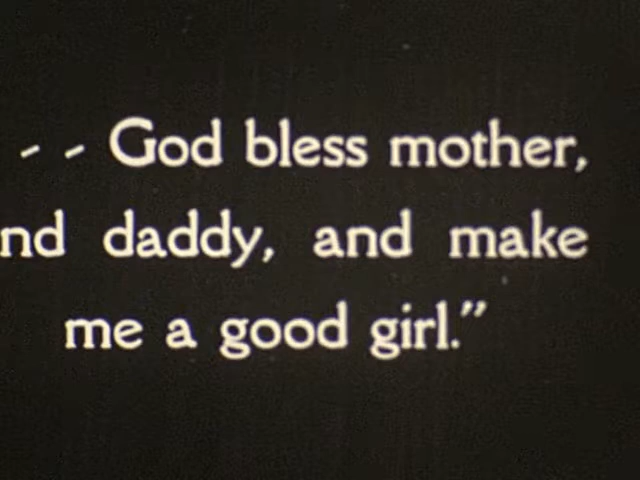 - - God bless mother,
nd daddy, and make
me a good girl.”